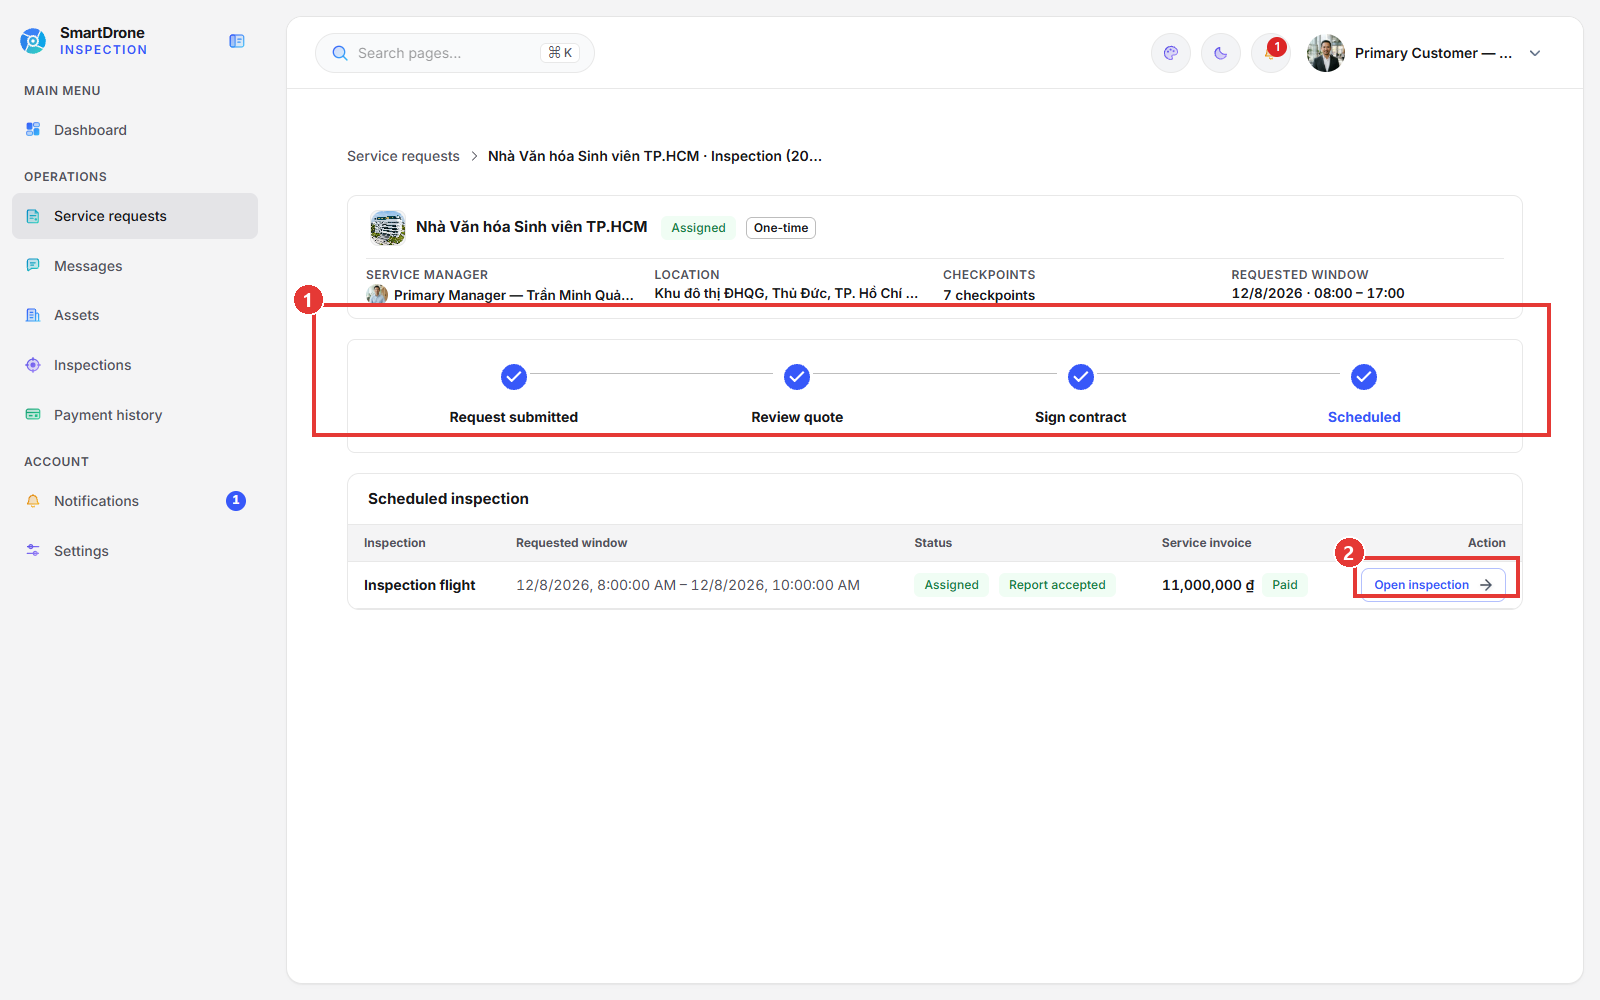 SmartDrone
INSPECTION
MAIN MENU
Dashboard
OPERATIONS
Service requests
Messages
Assets
Inspections
Payment history
ACCOUNT
Notifications 1
Settings
Search pages... ⌘ K
1
Primary Customer — ...
Service requests > Nhà Văn hóa Sinh viên TP.HCM · Inspection (20...
Nhà Văn hóa Sinh viên TP.HCM Assigned One-time
SERVICE MANAGER
Primary Manager — Trần Minh Quả...
LOCATION
Khu đô thị ĐHQG, Thủ Đức, TP. Hồ Chí ...
CHECKPOINTS
7 checkpoints
REQUESTED WINDOW
12/8/2026 · 08:00 – 17:00
1
Request submitted
Review quote
Sign contract
Scheduled
Scheduled inspection
Inspection Requested window Status Service invoice Action
2
Inspection flight 12/8/2026, 8:00:00 AM – 12/8/2026, 10:00:00 AM Assigned Report accepted 11,000,000 ₫ Paid Open inspection →